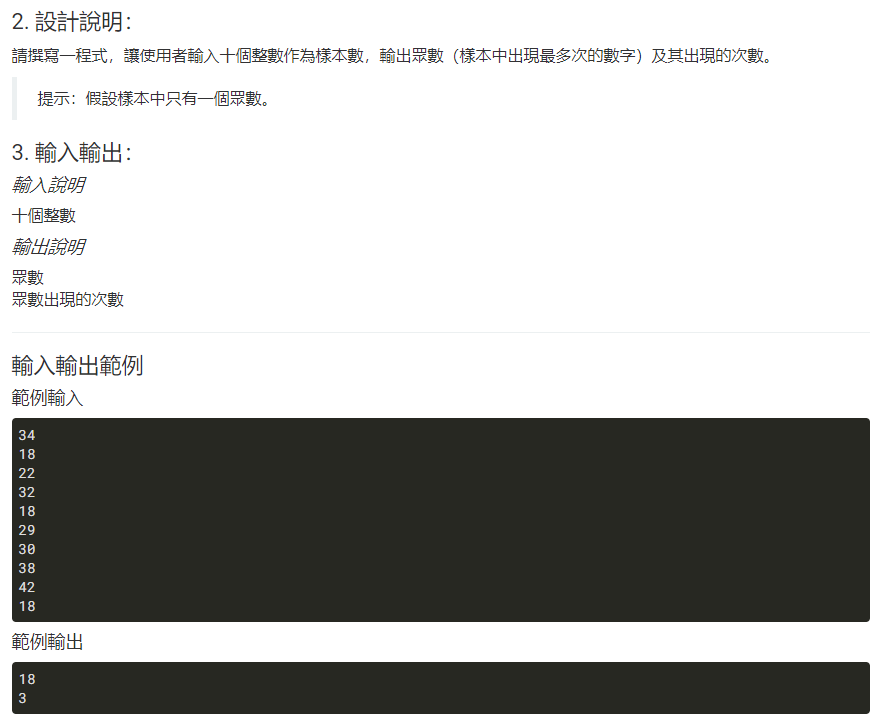 2. 設計說明：
請撰寫一程式，讓使用者輸入十個整數作為樣本數，輸出眾數（樣本中出現最多次的數字）及其出現的次數。
提示：假設樣本中只有一個眾數。
3. 輸入輸出：
輸入說明
十個整數
輸出說明
眾數
眾數出現的次數
輸入輸出範例
範例輸入
34
18
22
32
18
29
30
38
42
18
範例輸出
18
3